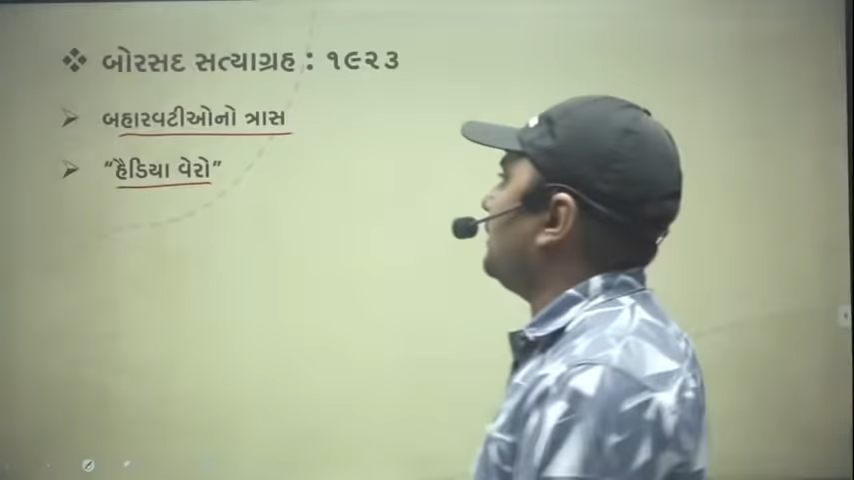 ❖ બોરસદ સત્યાગ્રહ : ૧૯૨૩
➢ બહારવટીઓનો ત્રાસ
➢ “હૈડિયા વેરો”